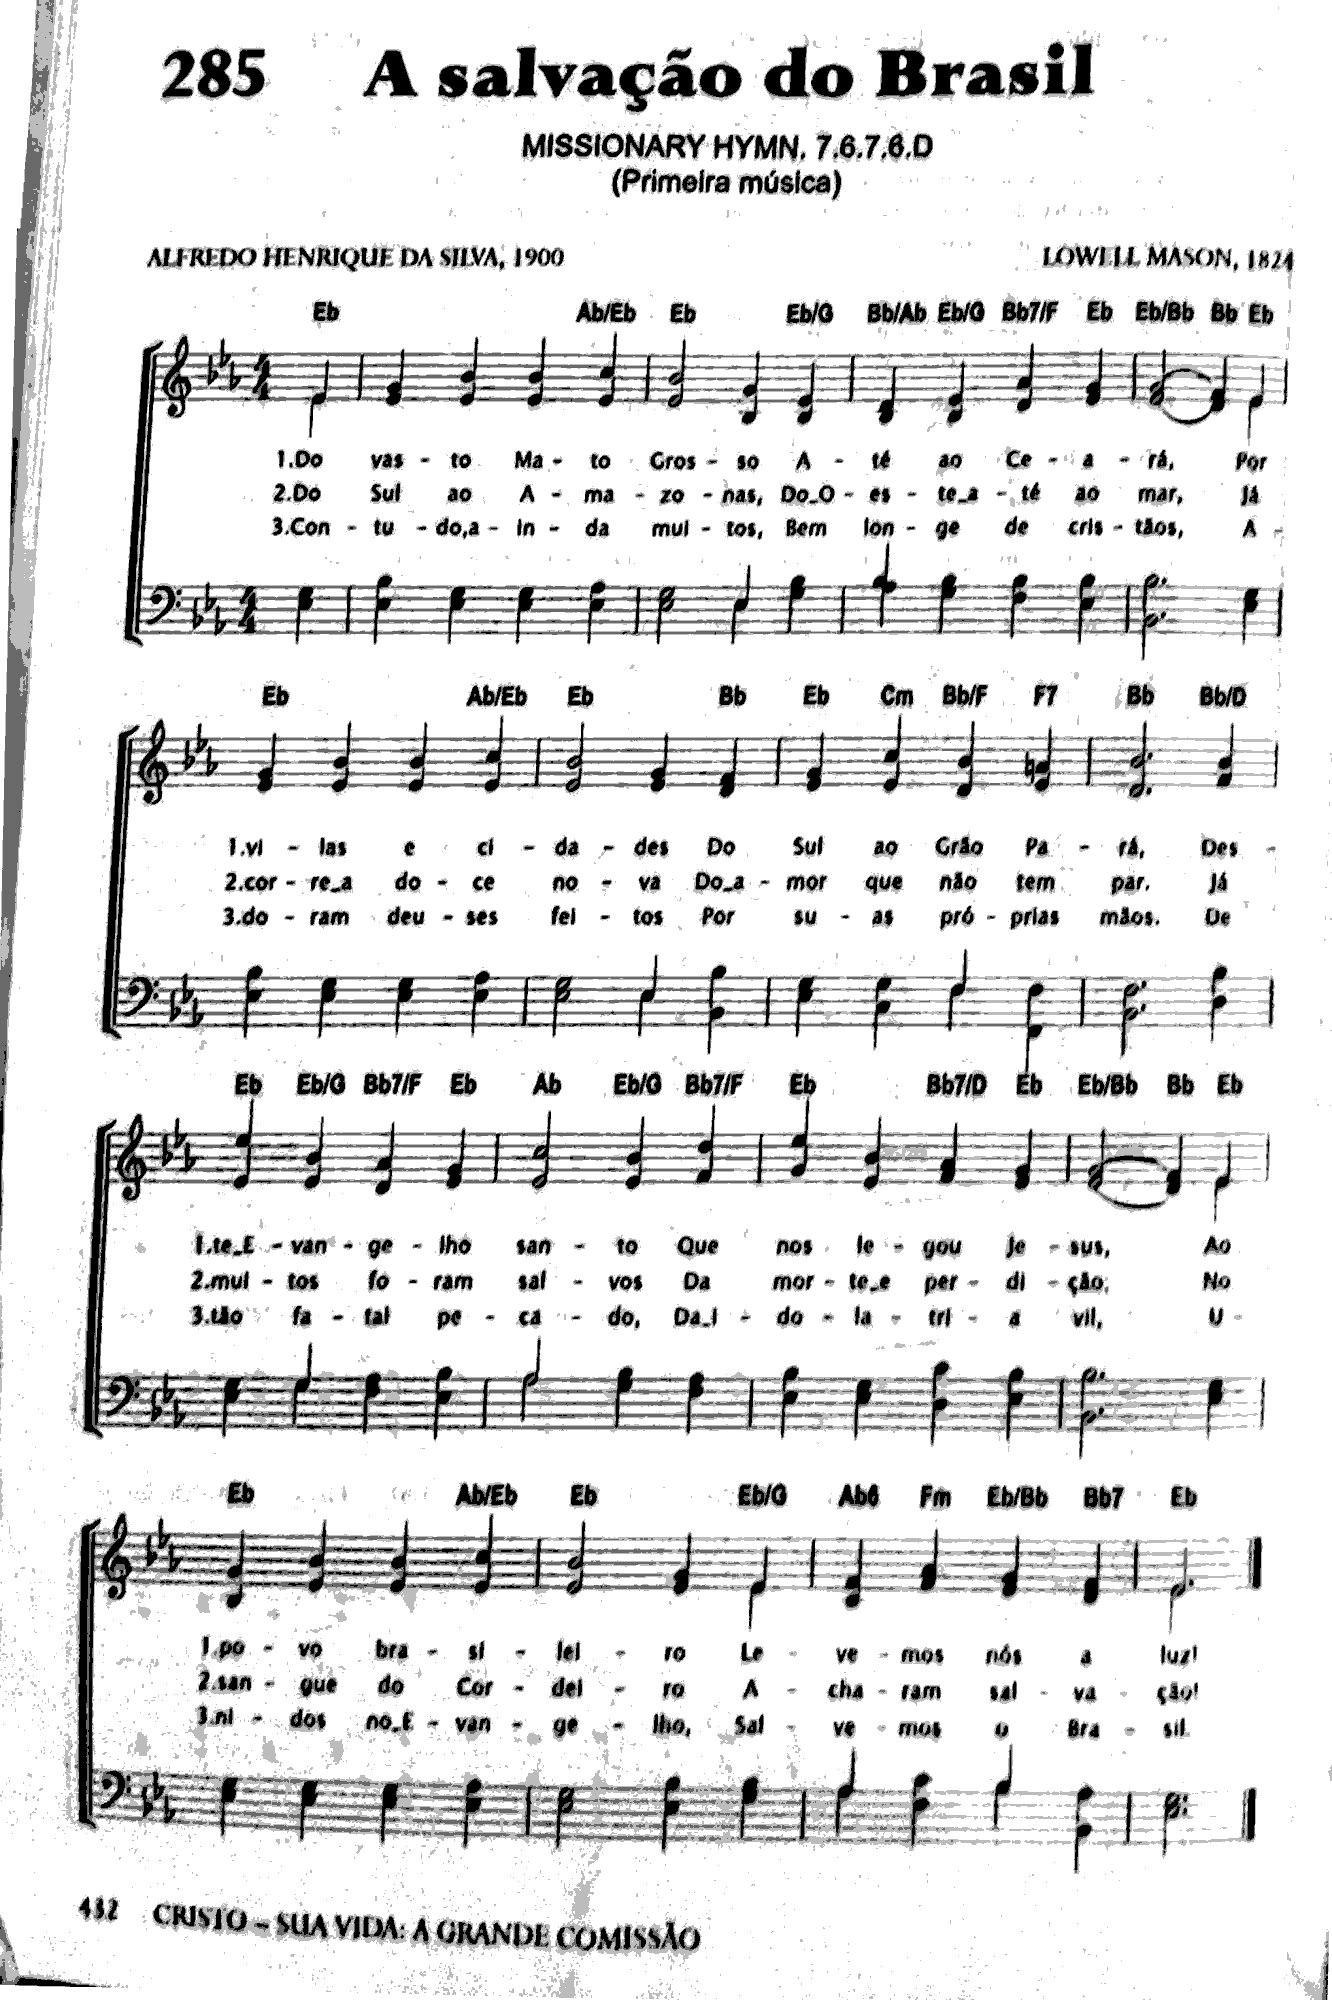 285 A salvação do Brasil
MISSIONARY HYMN. 7.6.7.6.D
(Primeira música)
ALFREDO HENRIQUE DA SILVA, 1900 LOWELL MASON, 1824
Eb Ab/Eb Eb Eb/G Bb/Ab Eb/G Bb7/F Eb Eb/Bb Bb Eb
1.Do vas - to Ma - to Gros - so A - té ao Ce - a - rá, Por
2.Do Sul ao A - ma - zo - nas, Do_O - es - te_a - té ao mar, Já
3.Con - tu - do,a - in - da mui - tos, Bem lon - ge de cris - tãos, A -
Eb Ab/Eb Eb Bb Eb Cm Bb/F F7 Bb Bb/D
1.vi - las e ci - da - des Do Sul ao Grão Pa - rá, Des -
2.cor - re_a do - ce no - va Do_a - mor que não tem par. Já
3.do - ram deu - ses fei - tos Por su - as pró - prias mãos. De
Eb Eb/G Bb7/F Eb Ab Eb/G Bb7/F Eb Bb7/D Eb Eb/Bb Bb Eb
1.te_E - van - ge - lho san - to Que nos le - gou Je - sus, Ao
2.mui - tos fo - ram sal - vos Da mor - te_e per - di - ção; No
3.tão fa - tal pe - ca - do, Da_i - do - la - tri - a vil, U -
Eb Ab/Eb Eb Eb/G Ab6 Fm Eb/Bb Bb7 Eb
1.po - vo bra - si - lei - ro Le - ve - mos nós a luz!
2.san - gue do Cor - dei - ro A - cha - ram sal - va - ção!
3.ni - dos no_E - van - ge - lho, Sal - ve - mos o Bra - sil.
432 CRISTO – SUA VIDA: A GRANDE COMISSÃO